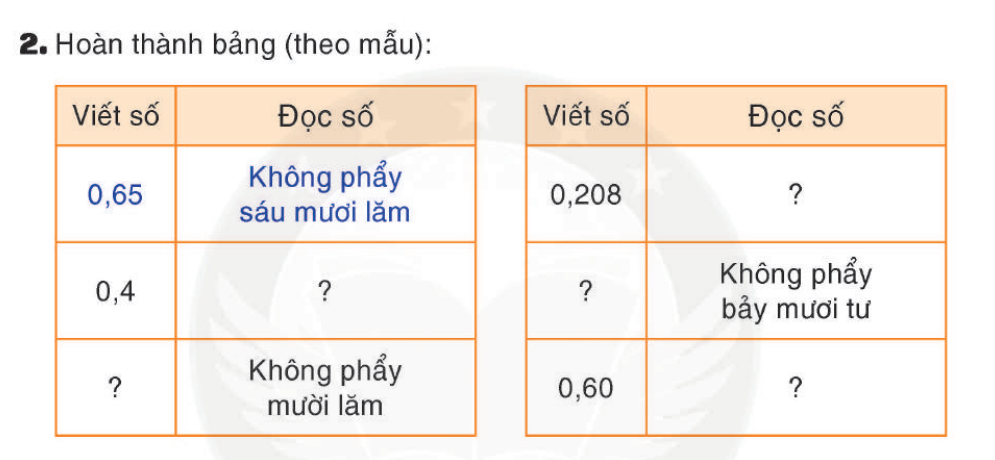 2. Hoàn thành bảng (theo mẫu):
Viết số Đọc số
0,65 Không phẩy
sáu mươi lăm
0,4 ?
? Không phẩy
mười lăm
Viết số Đọc số
0,208 ?
? Không phẩy
bảy mươi tư
0,60 ?